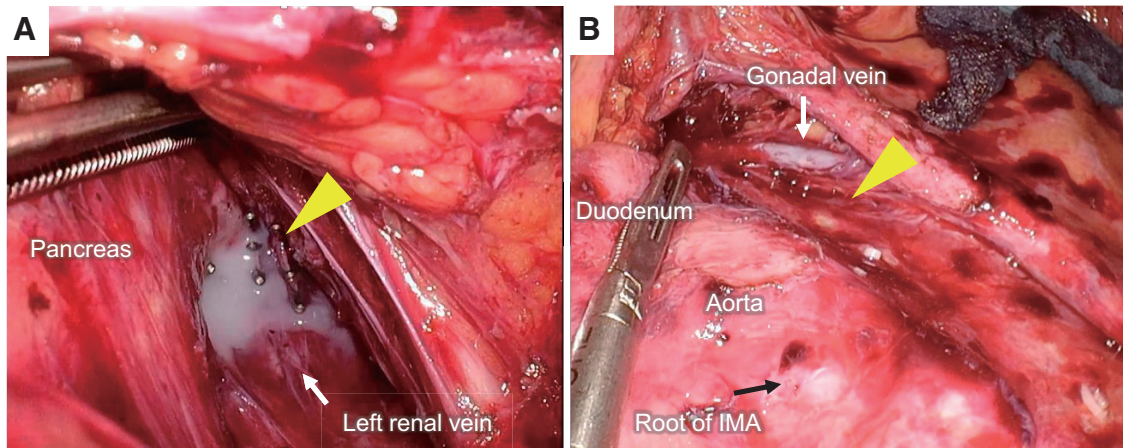 A
Pancreas
Left renal vein
B
Gonadal vein
Duodenum
Aorta
Root of IMA